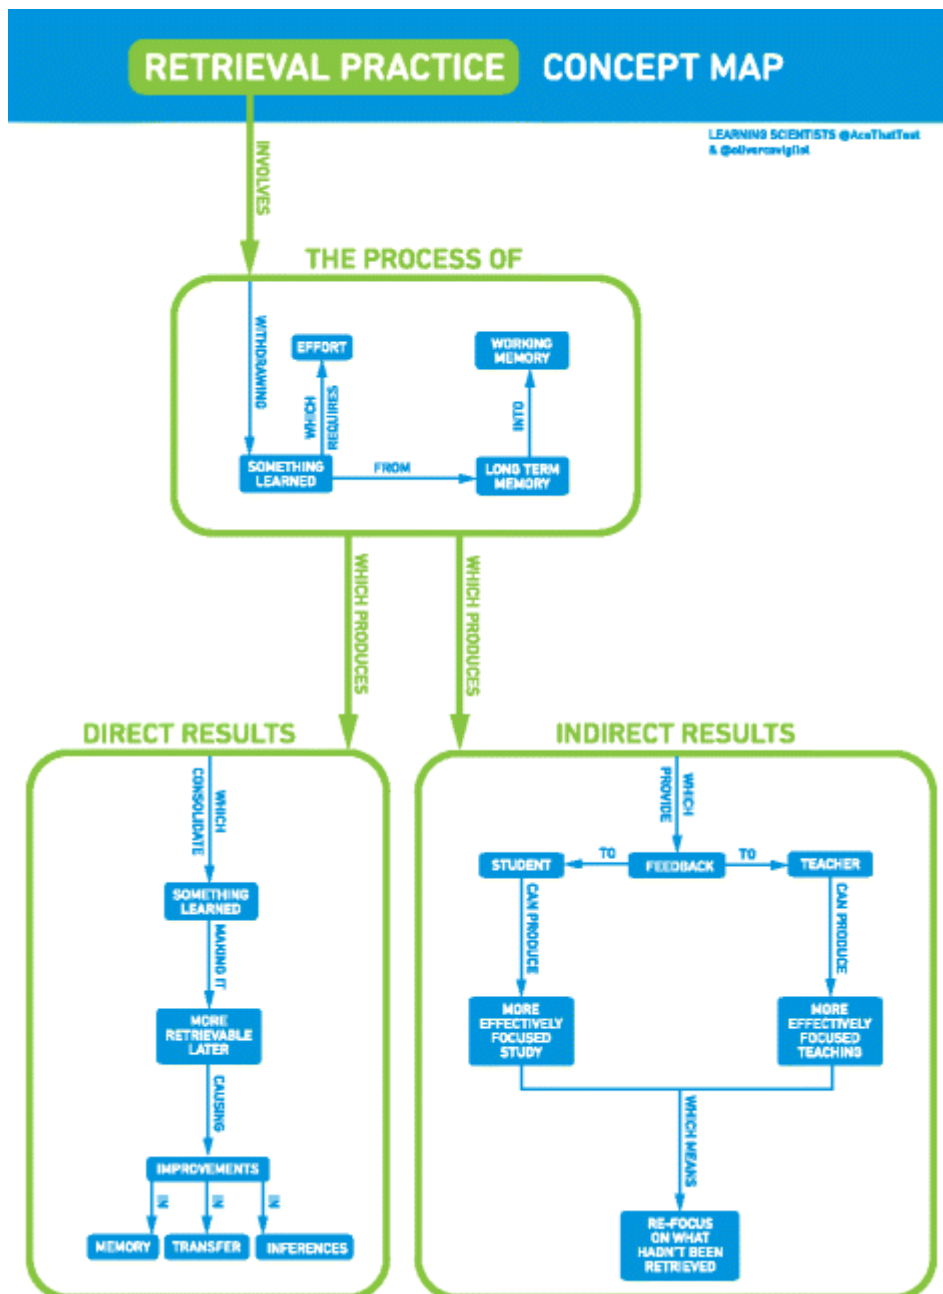 RETRIEVAL PRACTICE CONCEPT MAP
LEARNING SCIENTISTS @AceThatTest
& @olivercaviglioli
INVOLVES
THE PROCESS OF
WITHDRAWING
EFFORT
WHICH
REQUIRES
WORKING
MEMORY
INTO
SOMETHING
LEARNED
FROM
LONG TERM
MEMORY
WHICH PRODUCES
WHICH PRODUCES
DIRECT RESULTS
WHICH
CONSOLIDATE
SOMETHING
LEARNED
MAKING IT
MORE
RETRIEVABLE
LATER
CAUSING
IMPROVEMENTS
IN
IN
IN
MEMORY
TRANSFER
INFERENCES
INDIRECT RESULTS
WHICH
PROVIDE
STUDENT
TO
FEEDBACK
TO
TEACHER
CAN PRODUCE
CAN PRODUCE
MORE
EFFECTIVELY
FOCUSED
STUDY
MORE
EFFECTIVELY
FOCUSED
TEACHING
WHICH MEANS
RE-FOCUS
ON WHAT
HADN'T BEEN
RETRIEVED